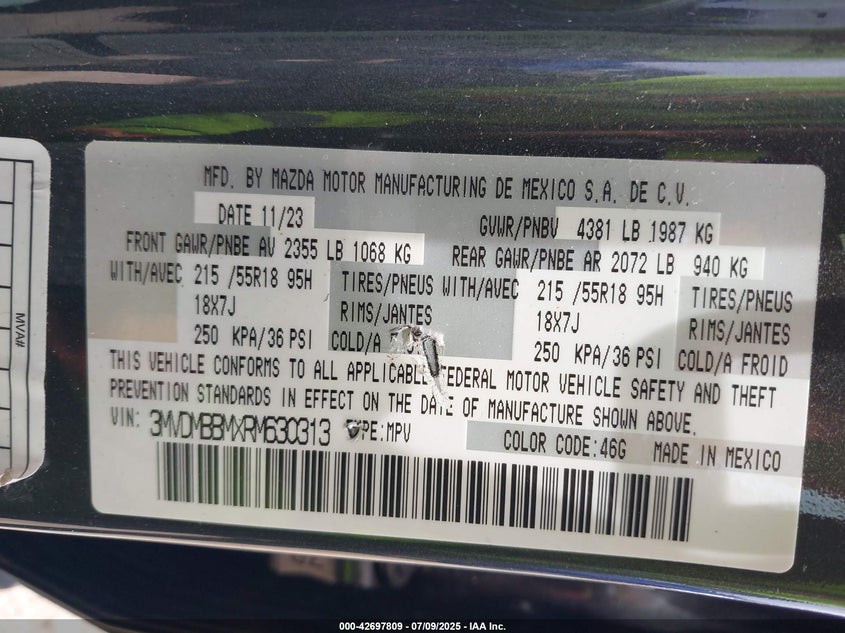 MFD. BY MAZDA MOTOR MANUFACTURING DE MEXICO S.A. DE C.V.
DATE 11/23 GVWR/PNBV 4381 LB 1987 KG
FRONT GAWR/PNBE AV 2355 LB 1068 KG REAR GAWR/PNBE AR 2072 LB 940 KG
WITH/AVEC 215 /55R18 95H TIRES/PNEUS WITH/AVEC 215 /55R18 95H TIRES/PNEUS
18X7J RIMS/JANTES 18X7J RIMS/JANTES
250 KPA/36 PSI COLD/A 250 KPA/36 PSI COLD/A FROID
THIS VEHICLE CONFORMS TO ALL APPLICABLE FEDERAL MOTOR VEHICLE SAFETY AND THEFT
PREVENTION STANDARDS IN EFFECT ON THE DATE OF MANUFACTURE SHOWN ABOVE.
VIN: 3MVDMBBMXRM630313 TYPE:MPV
COLOR CODE:46G MADE IN MEXICO
MVA#
000-42697809 - 07/09/2025 - IAA Inc.